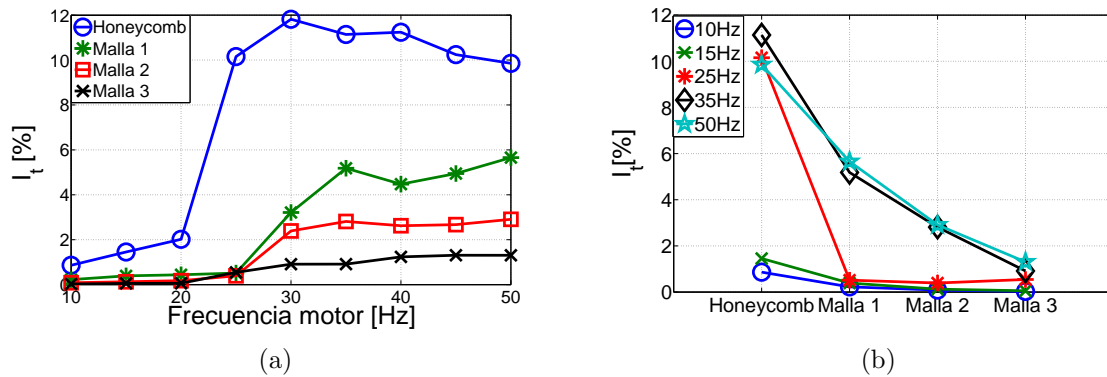 12
10
8
6
4
2
0
I_t [%]
Honeycomb
Malla 1
Malla 2
Malla 3
10 20 30 40 50
Frecuencia motor [Hz]
(a)
12
10
8
6
4
2
0
I_t [%]
10Hz
15Hz
25Hz
35Hz
50Hz
Honeycomb Malla 1 Malla 2 Malla 3
(b)